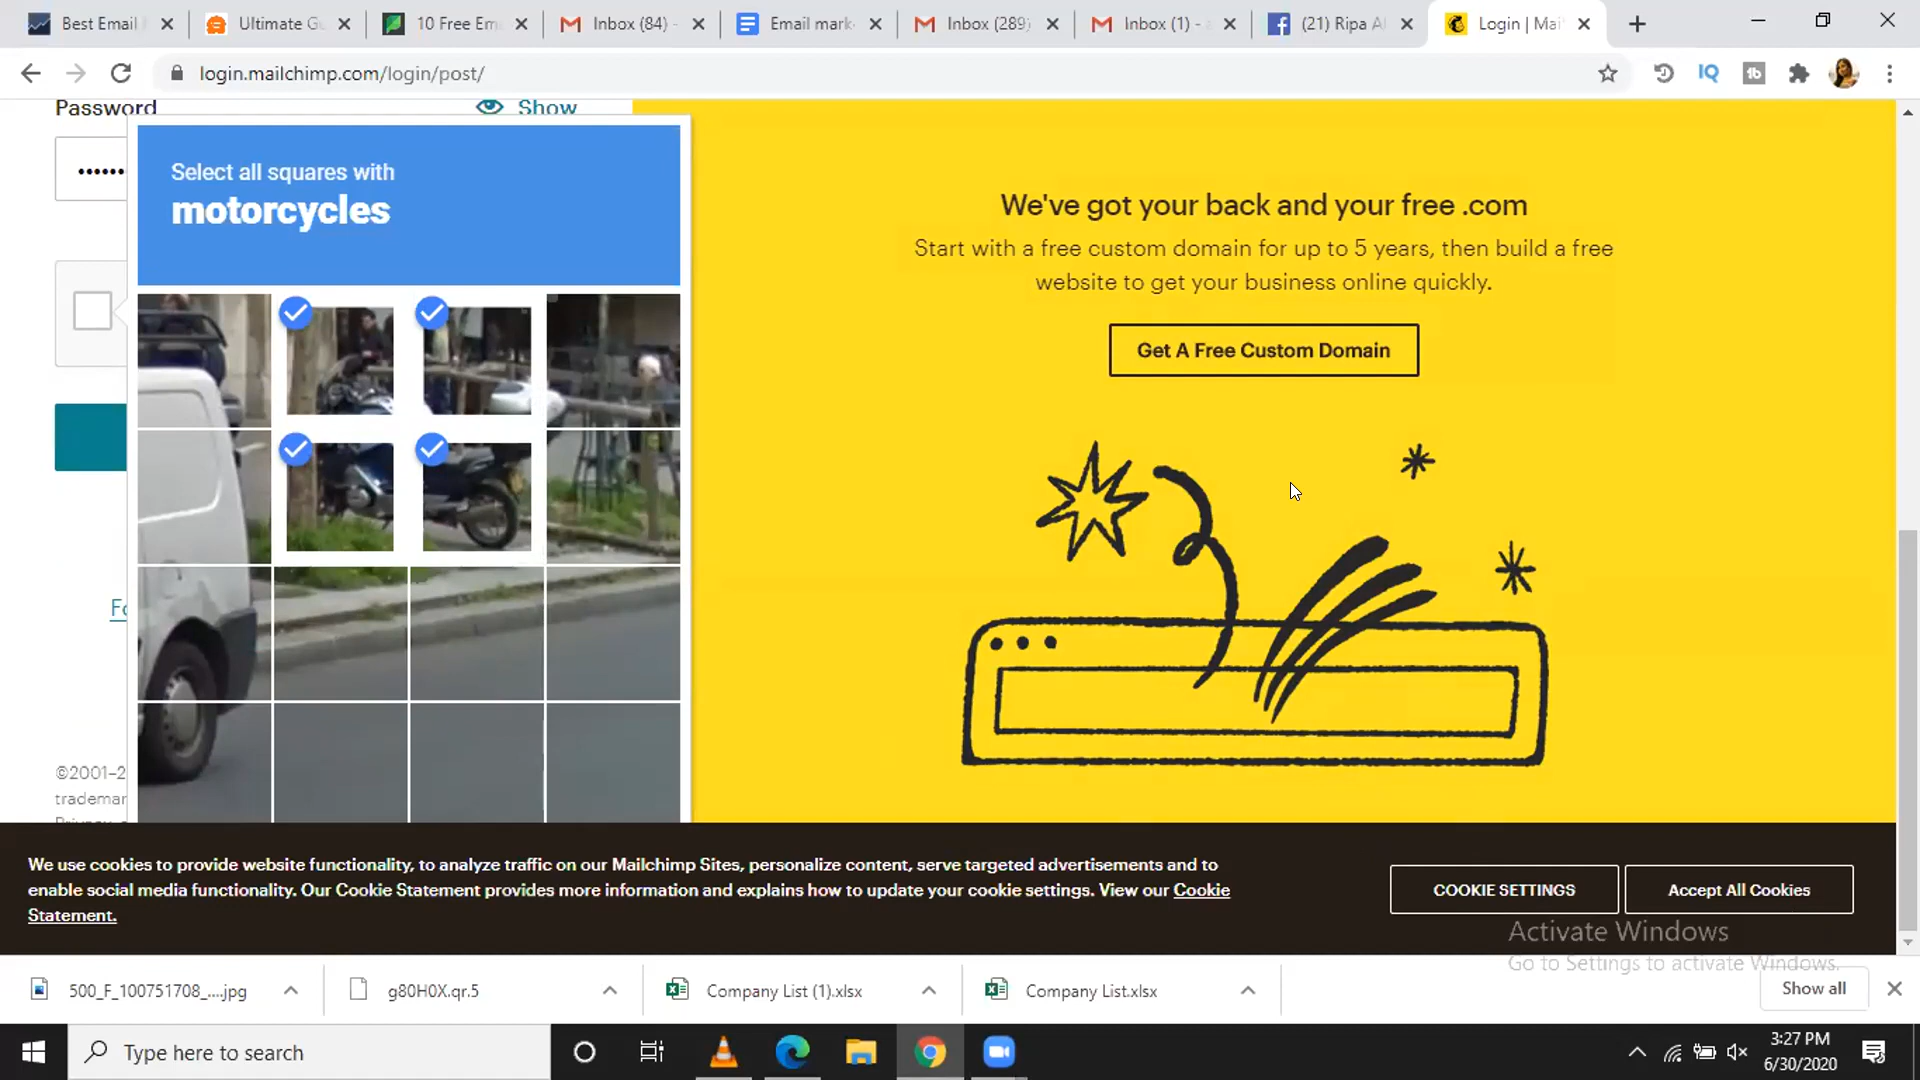 Best Email
Ultimate Gu
10 Free Em
Inbox (84) -
Email mark
Inbox (289)
Inbox (1) - a
(21) Ripa Al
Login | Mai
login.mailchimp.com/login/post/
IQ
tb
Password
Show
Select all squares with
motorcycles
We've got your back and your free .com
Start with a free custom domain for up to 5 years, then build a free
website to get your business online quickly.
Get A Free Custom Domain
Fo
©2001–2
trademar
We use cookies to provide website functionality, to analyze traffic on our Mailchimp Sites, personalize content, serve targeted advertisements and to
enable social media functionality. Our Cookie Statement provides more information and explains how to update your cookie settings. View our Cookie
Statement.
COOKIE SETTINGS
Accept All Cookies
Activate Windows
Go to Settings to activate Windows.
500_F_100751708_....jpg
g80H0X.qr.5
Company List (1).xlsx
Company List.xlsx
Show all
Type here to search
3:27 PM
6/30/2020